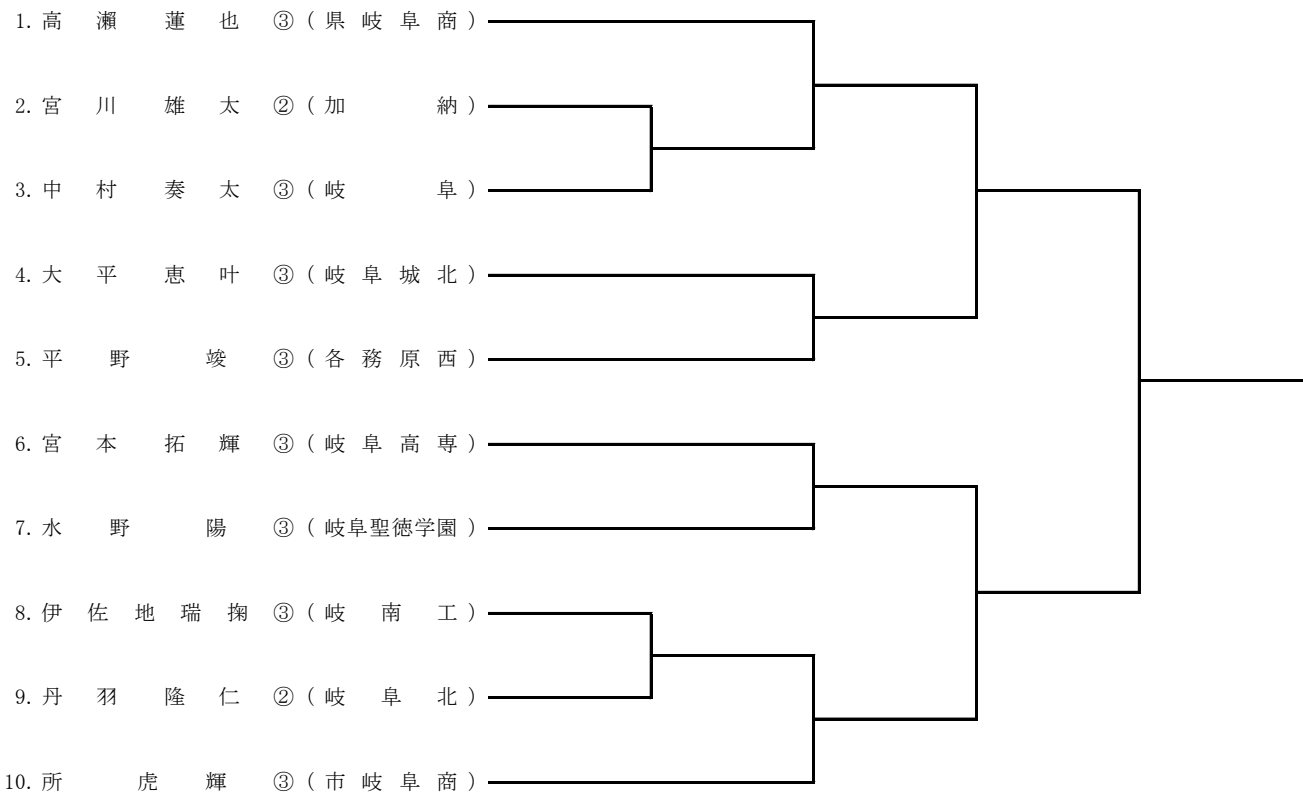 1. 高瀬蓮也 ③ (県岐阜商)
2. 宮川雄太 ② (加納)
3. 中村奏太 ③ (岐阜)
4. 大平恵叶 ③ (岐阜城北)
5. 平野竣 ③ (各務原西)
6. 宮本拓輝 ③ (岐阜高専)
7. 水野陽 ③ (岐阜聖徳学園)
8. 伊佐地瑞掬 ③ (岐南工)
9. 丹羽隆仁 ② (岐阜北)
10. 所虎輝 ③ (市岐阜商)